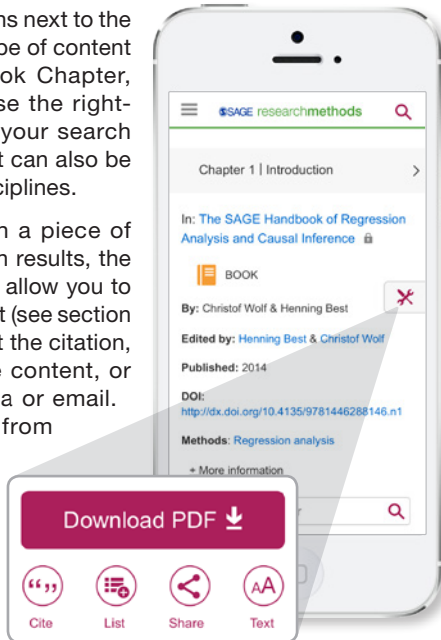 ns next to the
be of content
ok Chapter,
se the right-
your search
t can also be
ciplines.
n a piece of
n results, the
allow you to
t (see section
t the citation,
e content, or
a or email.
from
SAGE researchmethods
Chapter 1 | Introduction
In: The SAGE Handbook of Regression
Analysis and Causal Inference
BOOK
By: Christof Wolf & Henning Best
Edited by: Henning Best & Christof Wolf
Published: 2014
DOI:
http://dx.doi.org/10.4135/9781446288146.n1
Methods: Regression analysis
+ More information
Download PDF
Cite List Share Text